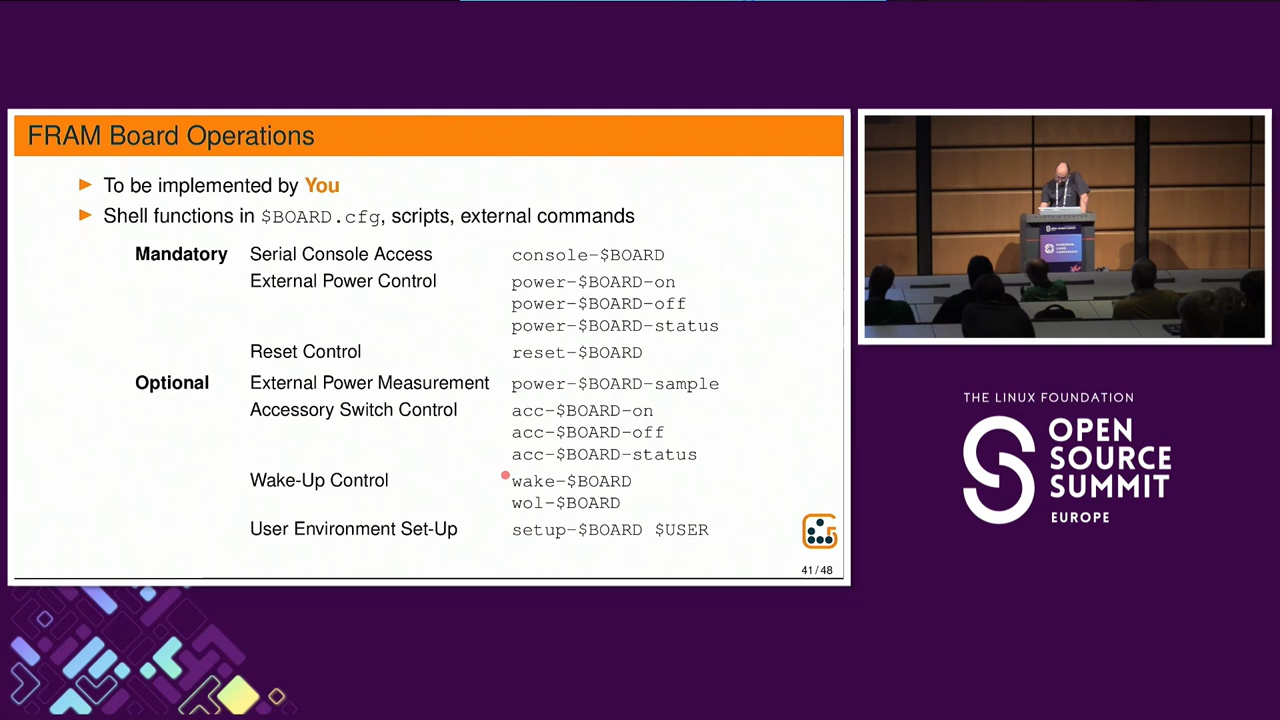 FRAM Board Operations
To be implemented by You
Shell functions in $BOARD.cfg, scripts, external commands
Mandatory Serial Console Access console-$BOARD
External Power Control power-$BOARD-on
power-$BOARD-off
power-$BOARD-status
Reset Control reset-$BOARD
Optional External Power Measurement power-$BOARD-sample
Accessory Switch Control acc-$BOARD-on
acc-$BOARD-off
acc-$BOARD-status
Wake-Up Control wake-$BOARD
wol-$BOARD
User Environment Set-Up setup-$BOARD $USER
41 / 48
THE LINUX FOUNDATION
OPEN
SOURCE
SUMMIT
EUROPE